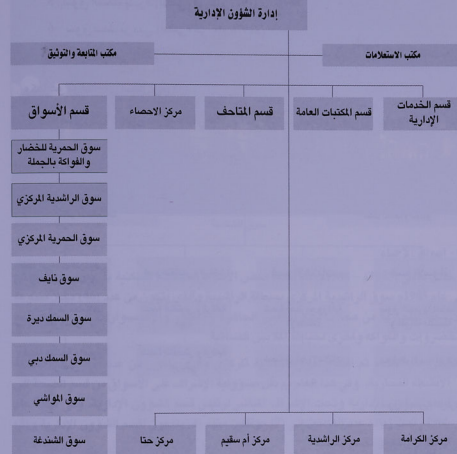 إدارة الشؤون الإدارية
مكتب الاستعلامات
مكتب المتابعة والتوثيق
قسم الخدمات
الإدارية
قسم المكتبات العامة
قسم المتاحف
مركز الاحصاء
قسم الأسواق
سوق الحمرية للخضار
والفواكة بالجملة
سوق الراشدية المركزي
سوق الحمرية المركزي
سوق نايف
سوق السمك ديرة
سوق السمك دبي
سوق المواشي
سوق الشندغة
مركز الكرامة
مركز الراشدية
مركز أم سقيم
مركز حتا